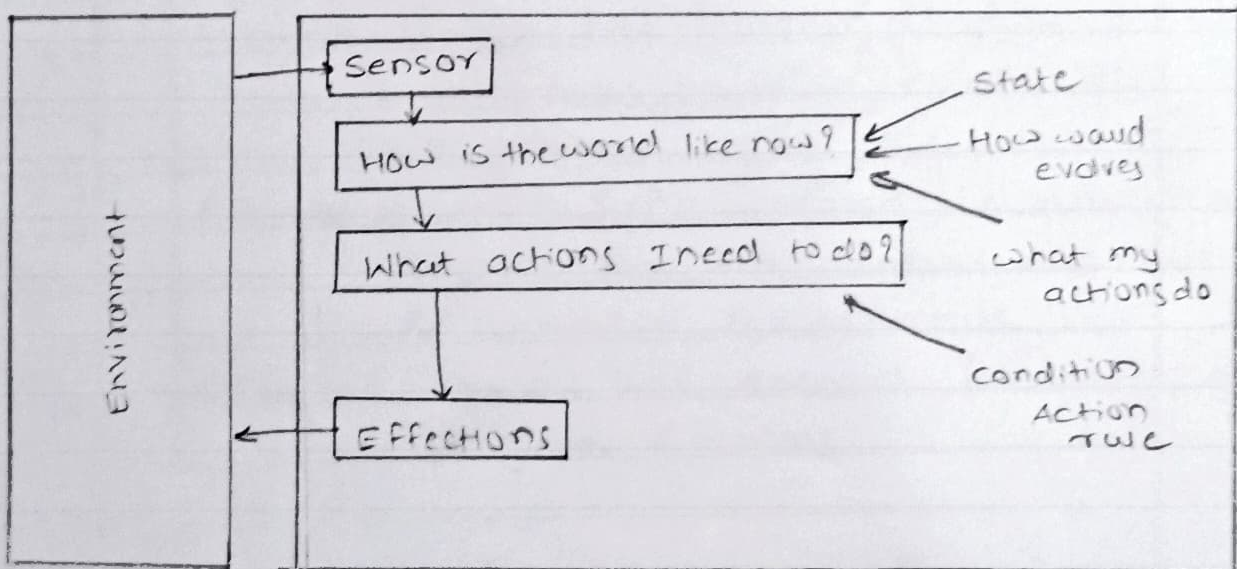 Sensor
State
How is the world like now?
How world
evolves
Environment
What actions I need to do?
what my
actions do
Condition
Action
rule
Effections